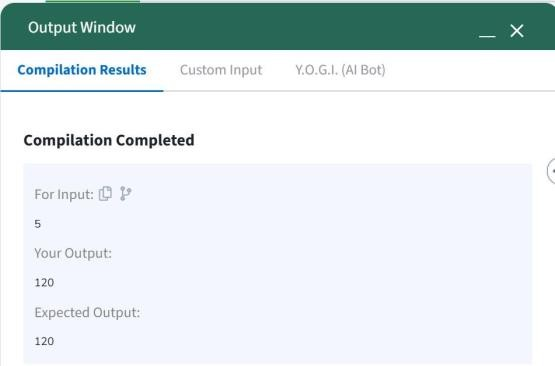 Output Window
Compilation Results Custom Input Y.O.G.I. (AI Bot)
Compilation Completed
For Input:
5
Your Output:
120
Expected Output:
120